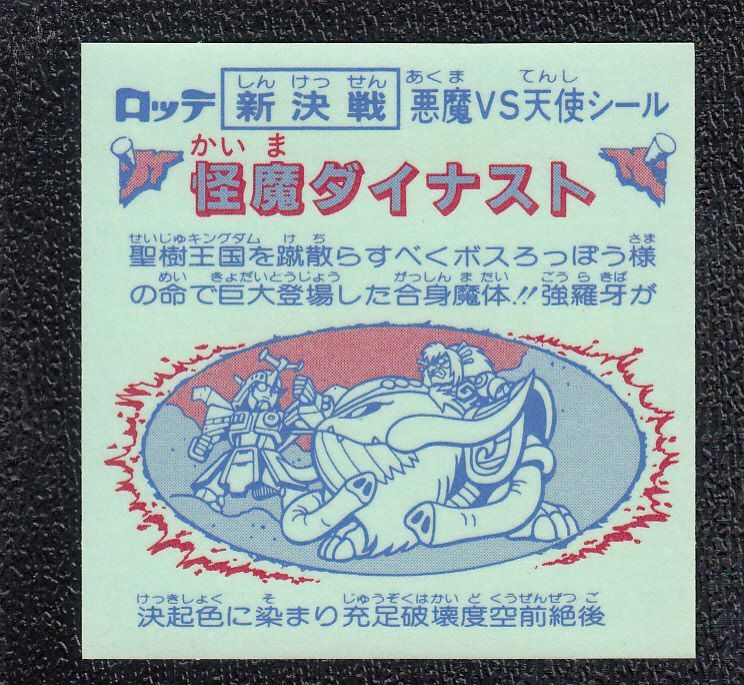 しん けっ せん あくま てんし
ロッテ 新決戦 悪魔VS天使シール
かい ま
怪魔ダイナスト
せいじゅキングダム け ち さま
聖樹王国を蹴散らすべくボスろっぽう様
めい きょだいとうじょう がっしん ま たい ごう ら きば
の命で巨大登場した合身魔体!!強羅牙が
けっきしょく そ じゅうぞくはかい ど くうぜんぜつ ご
決起色に染まり充足破壊度空前絶後